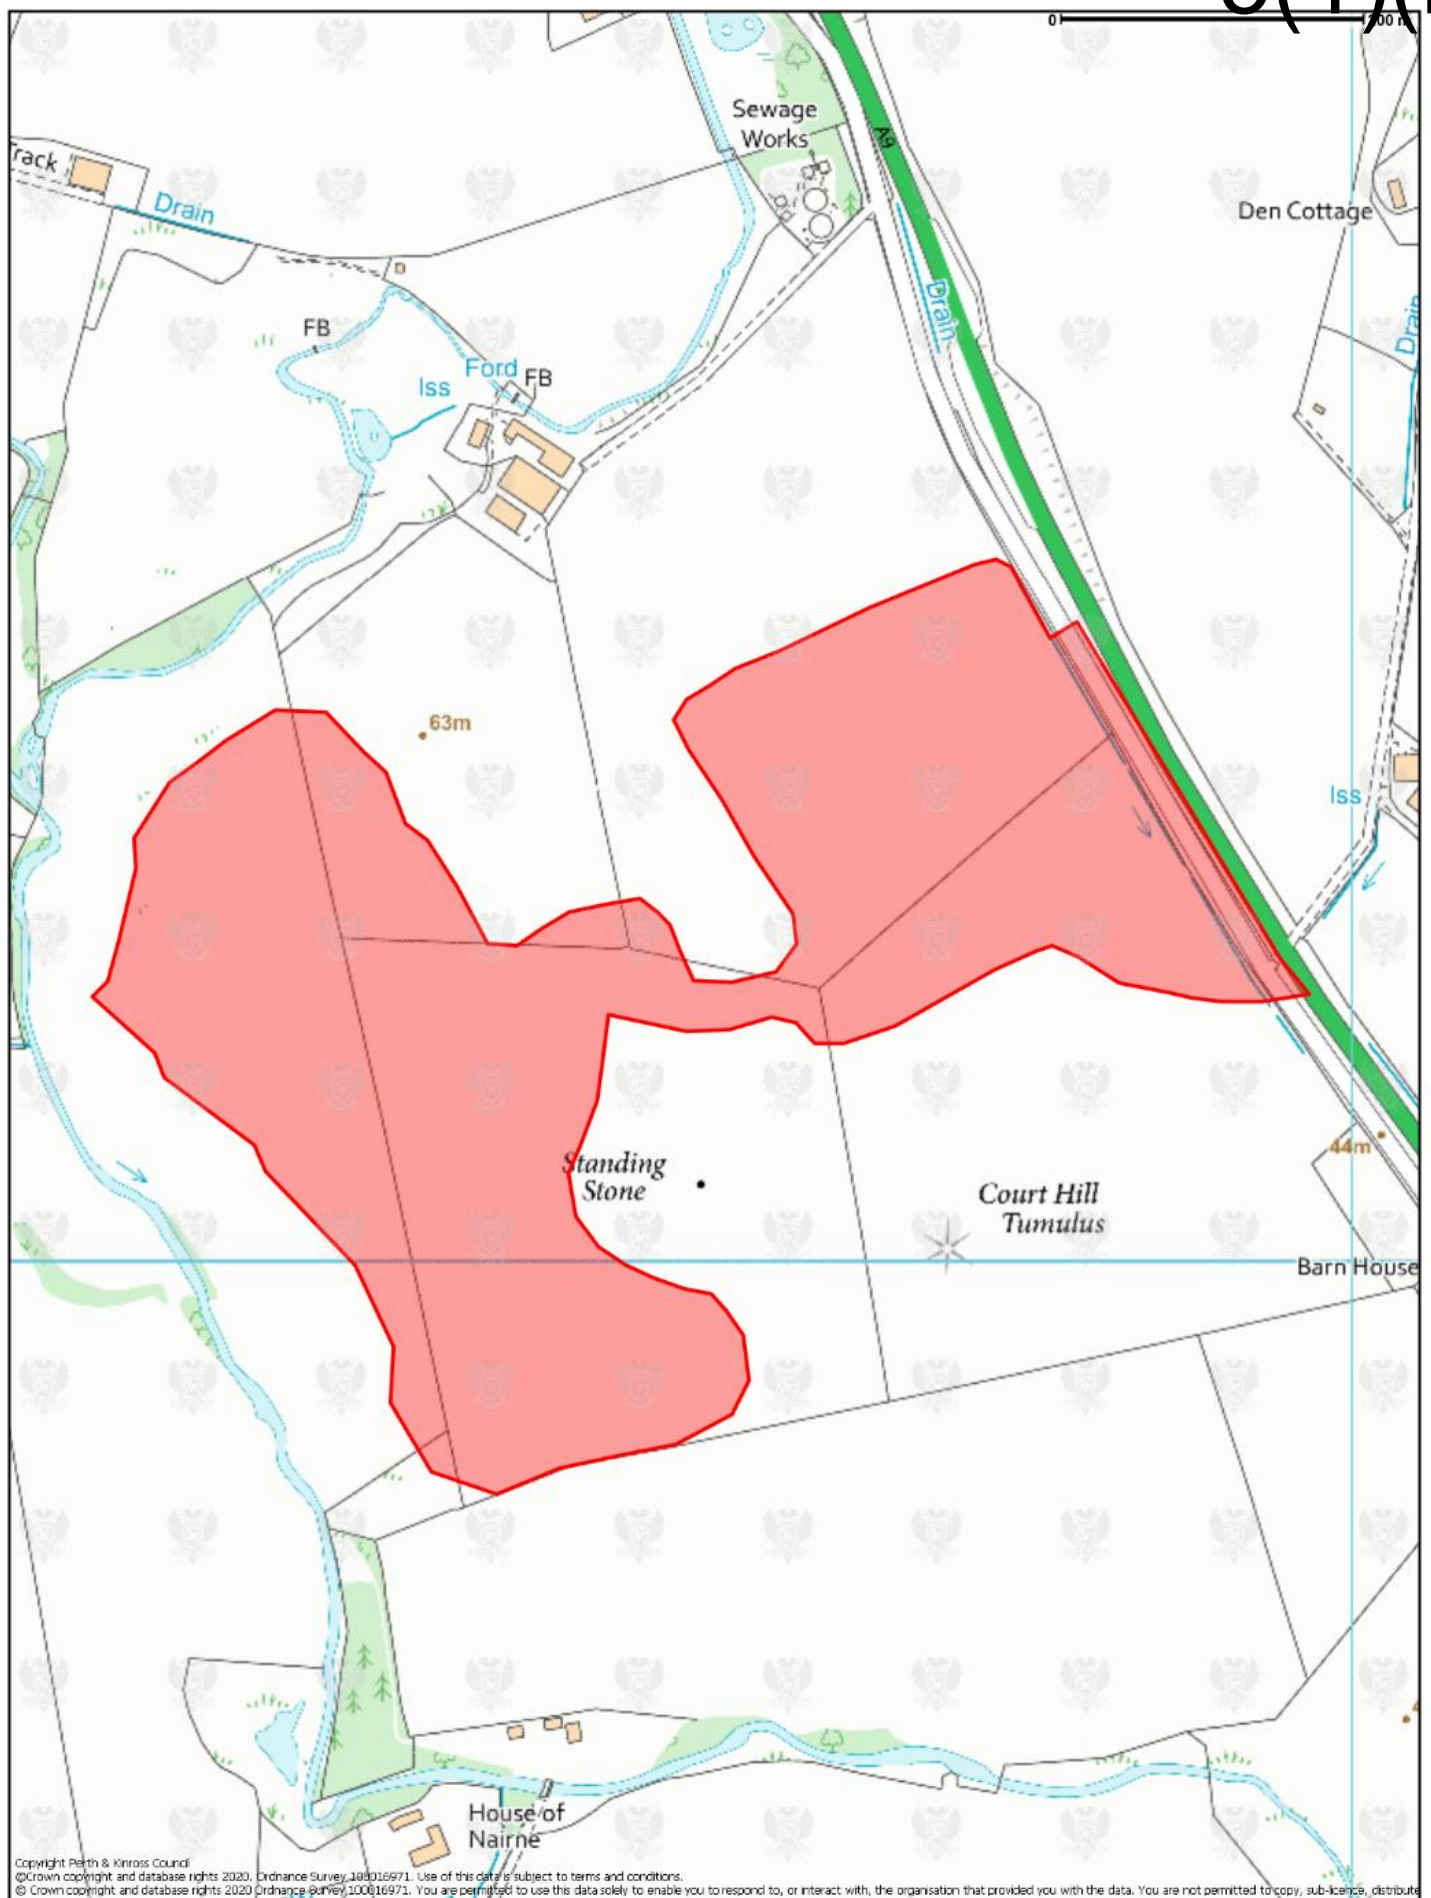 0
Sewage
Works
A9
Drain
Den Cottage
Drain
Drain
FB
Ford
FB
Iss
63m
Iss
Standing
Stone
Court Hill
Tumulus
44m
Barn House
House of
Nairne
Copyright Perth & Kinross Council
©Crown copyright and database rights 2020. Ordnance Survey 100016971. Use of this data is subject to terms and conditions.
© Crown copyright and database rights 2020 Ordnance Survey 100016971. You are permitted to use this data solely to enable you to respond to, or interact with, the organisation that provided you with the data. You are not permitted to copy, sub-licence, distribute